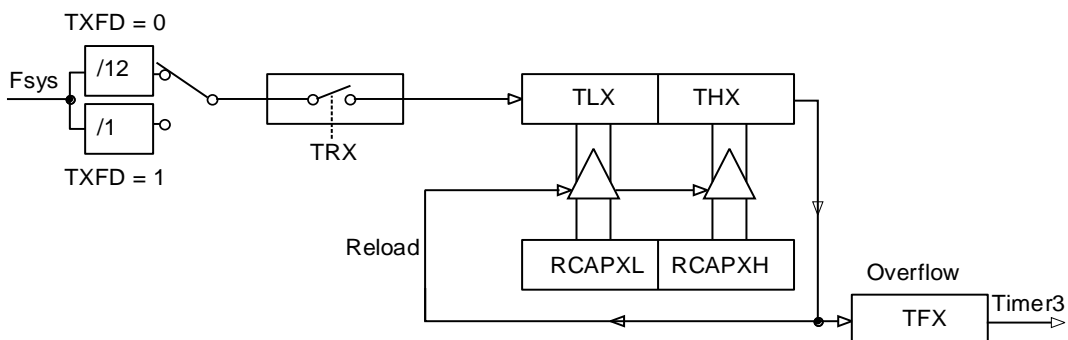 TXFD = 0
Fsys
/12
/1
TXFD = 1
TRX
TLX
THX
Reload
RCAPXL
RCAPXH
Overflow
TFX
Timer3